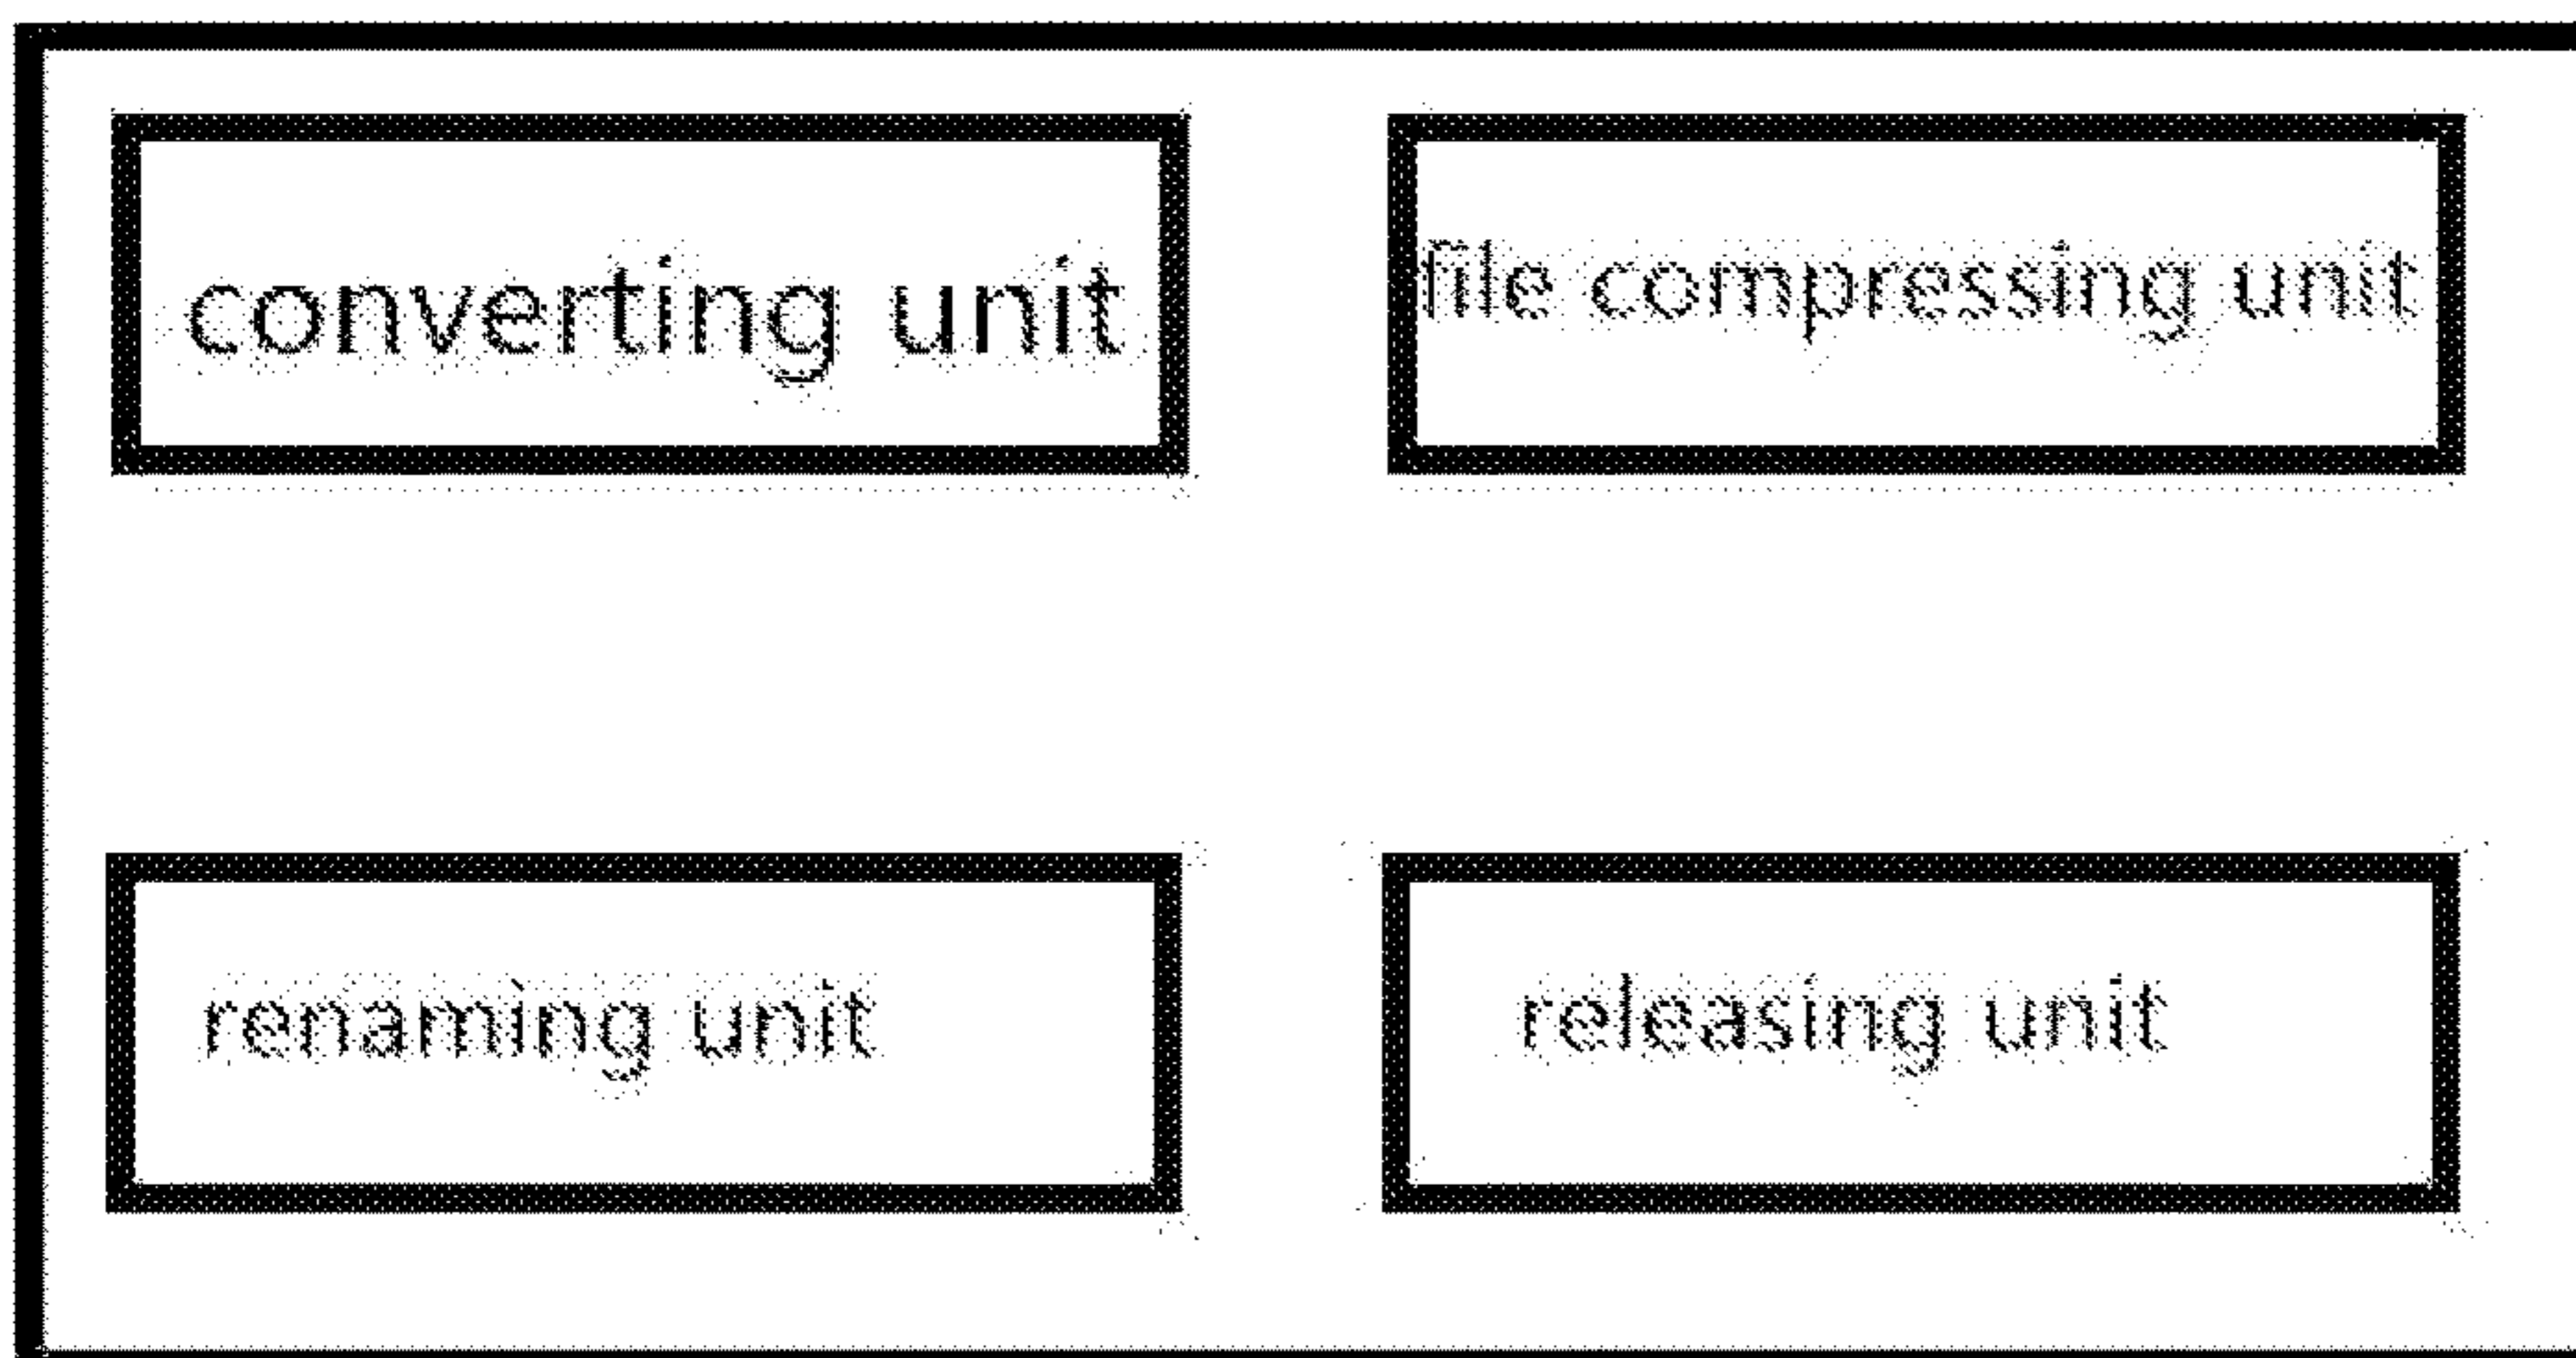 converting unit
file compressing unit
renaming unit
releasing unit